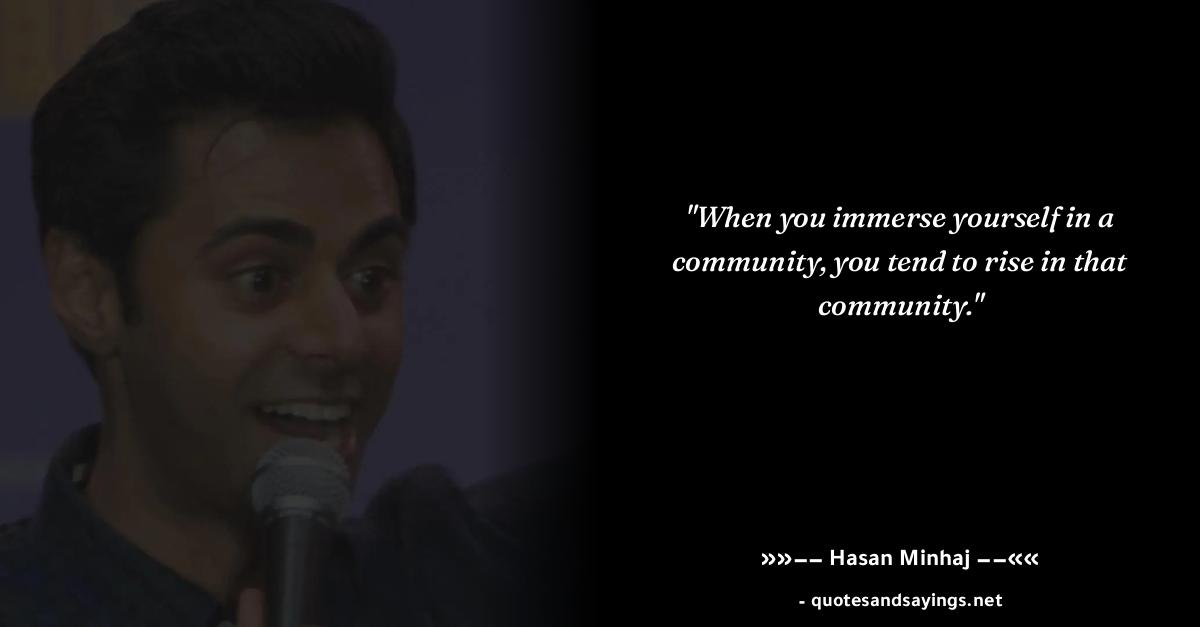 "When you immerse yourself in a
community, you tend to rise in that
community."
»»−− Hasan Minhaj −−««
- quotesandsayings.net